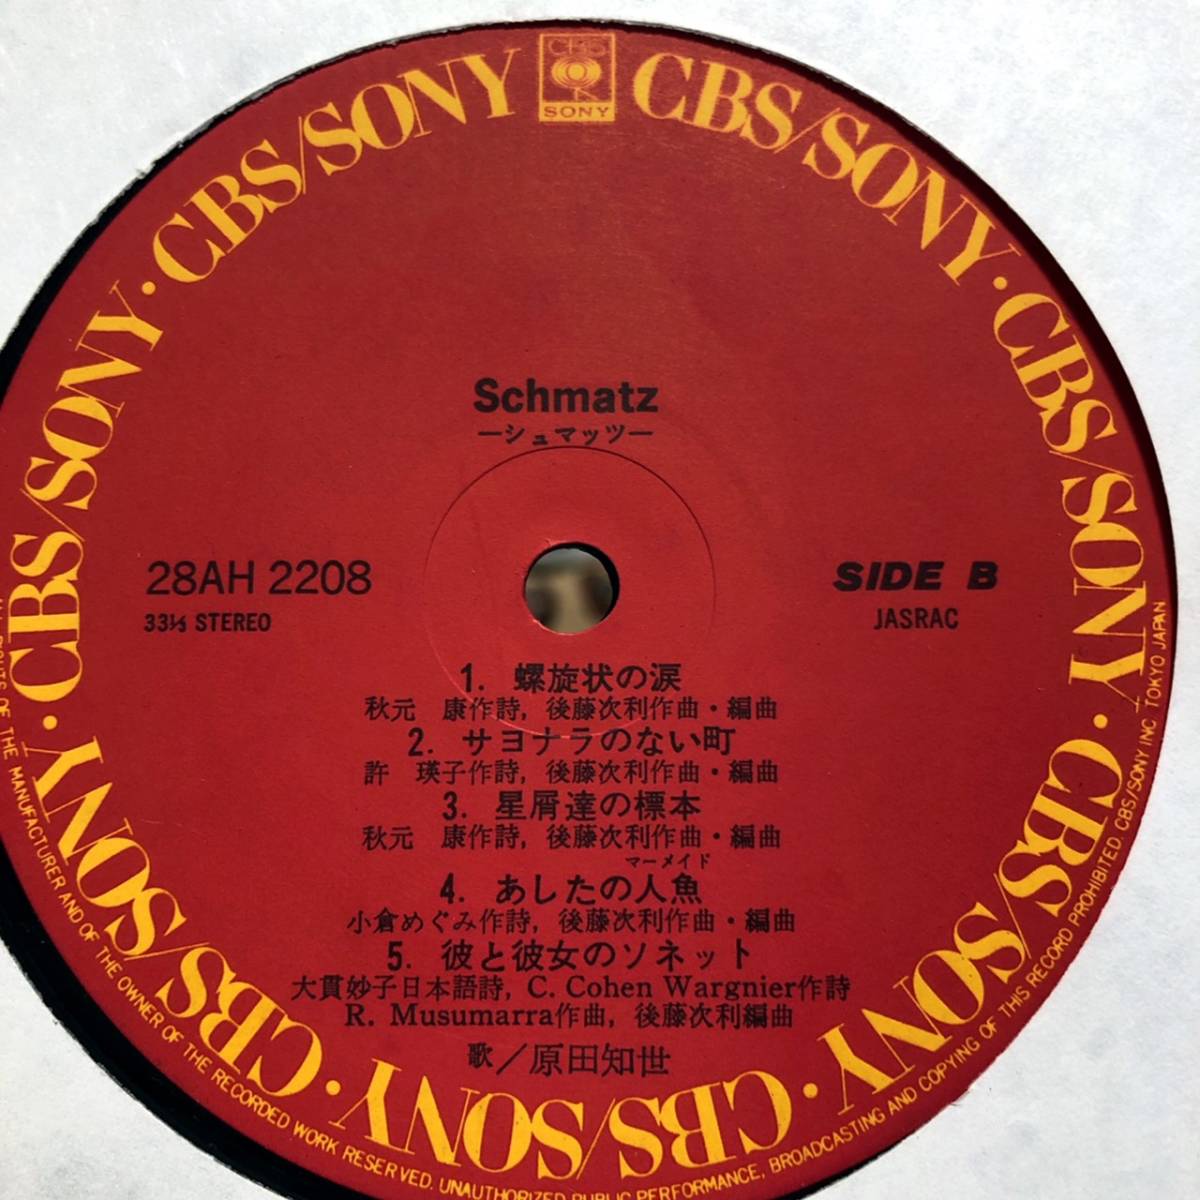 CBS/SONY · CBS/SONY · CBS/SONY · CBS/SONY · CBS/SONY · CBS/SONY · CBS/SONY · CBS/SONY
CBS
SONY
Schmatz
—シュマッツ—
28AH 2208
33⅓ STEREO
SIDE B
JASRAC
1. 螺旋状の涙
秋元 康作詩, 後藤次利作曲・編曲
2. サヨナラのない町
許 瑛子作詩, 後藤次利作曲・編曲
3. 星屑達の標本
秋元 康作詩, 後藤次利作曲・編曲
マーメイド
4. あしたの人魚
小倉めぐみ作詩, 後藤次利作曲・編曲
5. 彼と彼女のソネット
大貫妙子日本語詩, C. Cohen Wargnier作詩
R. Musumarra作曲, 後藤次利編曲
歌／原田知世
OF THE MANUFACTURER AND OF THE OWNER OF THE RECORDED WORK RESERVED. UNAUTHORIZED PUBLIC PERFORMANCE, BROADCASTING AND COPYING OF THIS RECORD PROHIBITED. CBS/SONY INC. TOKYO JAPAN